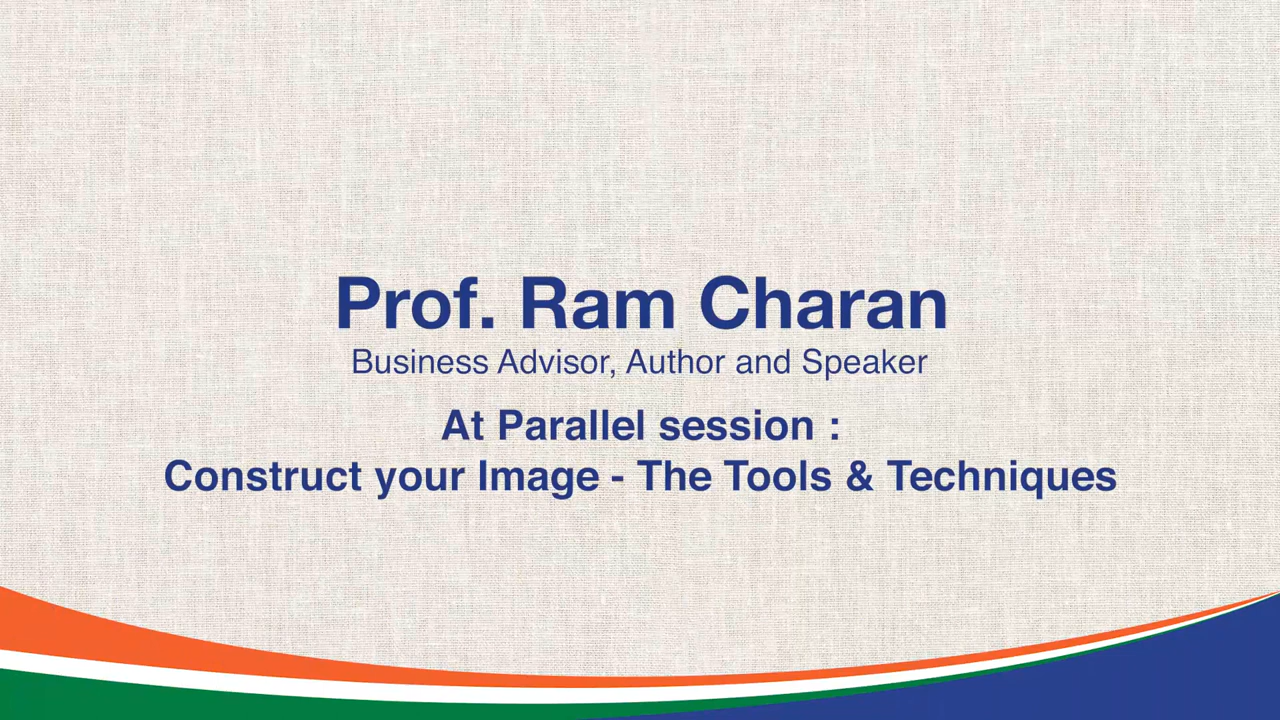 Prof. Ram Charan
Business Advisor, Author and Speaker
At Parallel session :
Construct your Image - The Tools & Techniques